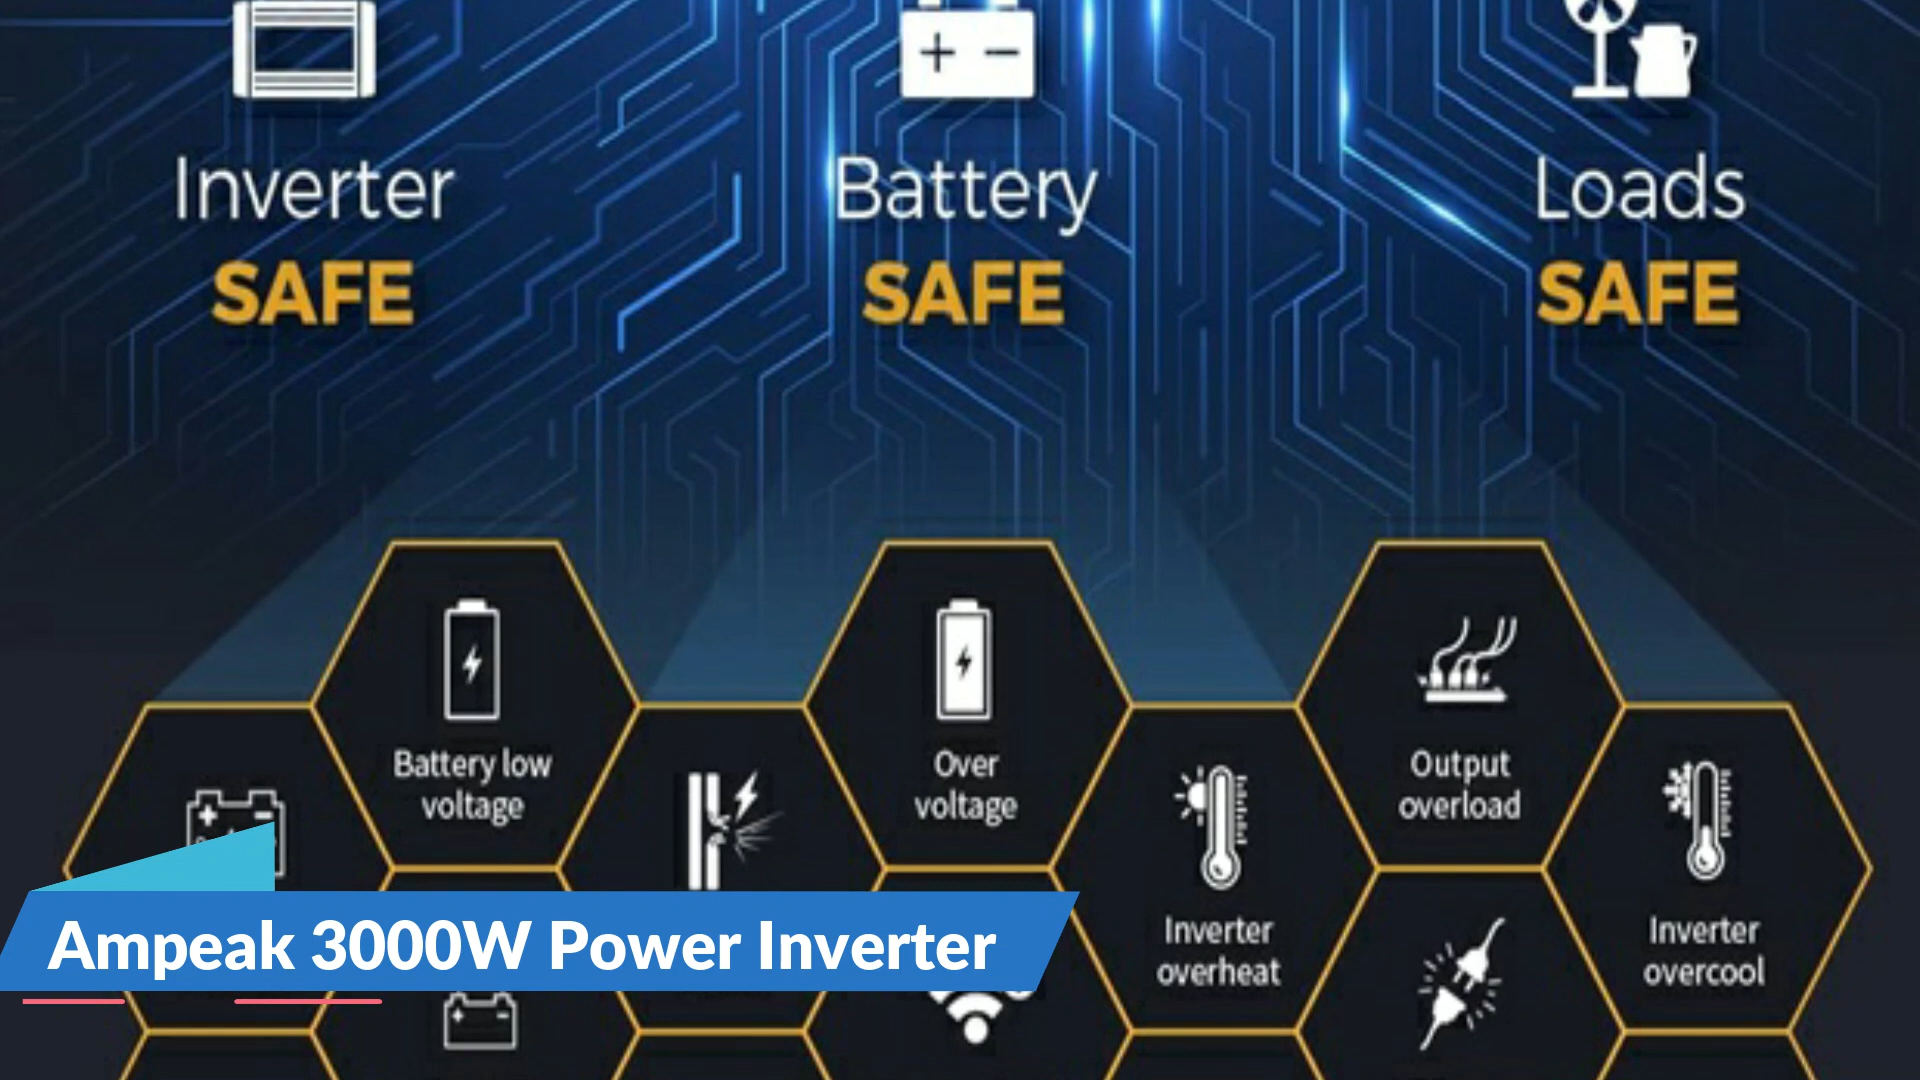 Inverter
SAFE
Battery
SAFE
Loads
SAFE
Battery low
voltage
Over
voltage
Output
overload
Inverter
overheat
Inverter
overcool
Ampeak 3000W Power Inverter